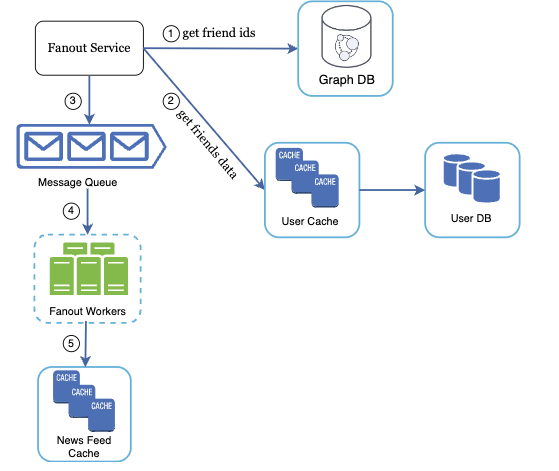 Fanout Service
1 get friend ids
Graph DB
2 get friends data
3
Message Queue
CACHE
CACHE
CACHE
User Cache
User DB
4
Fanout Workers
5
CACHE
CACHE
CACHE
News Feed
Cache